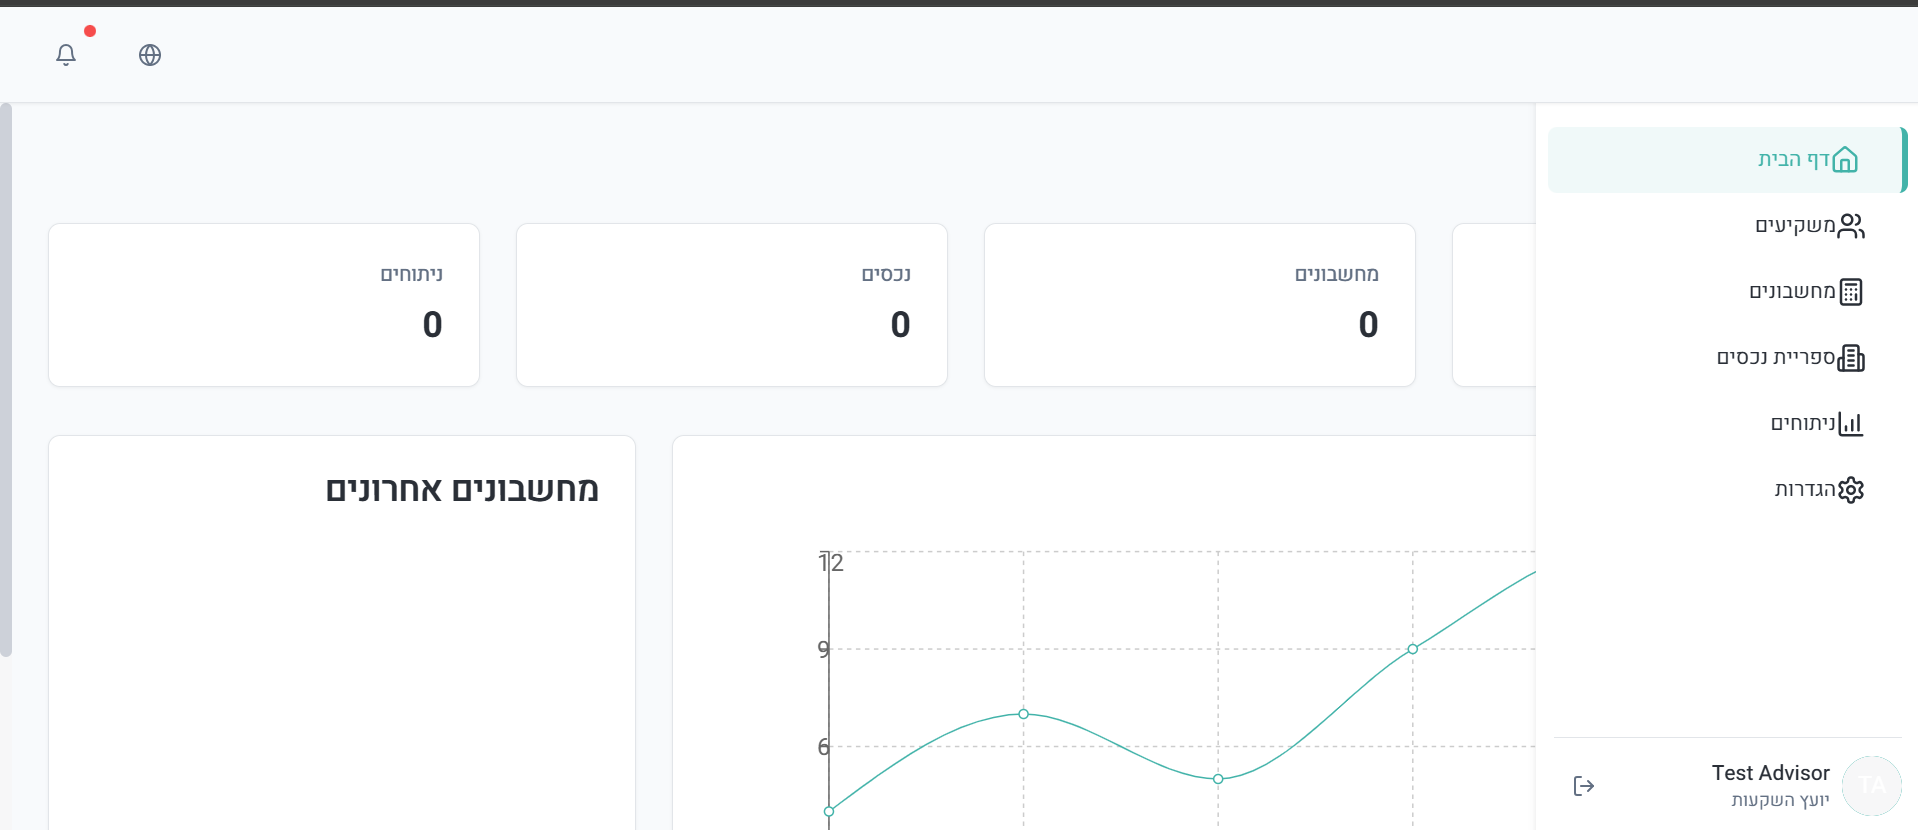 דף הבית
משקיעים
מחשבונים
ספריית נכסים
ניתוחים
הגדרות
TA
Test Advisor
יועץ השקעות
מחשבונים
0
נכסים
0
ניתוחים
0
12
9
6
מחשבונים אחרונים